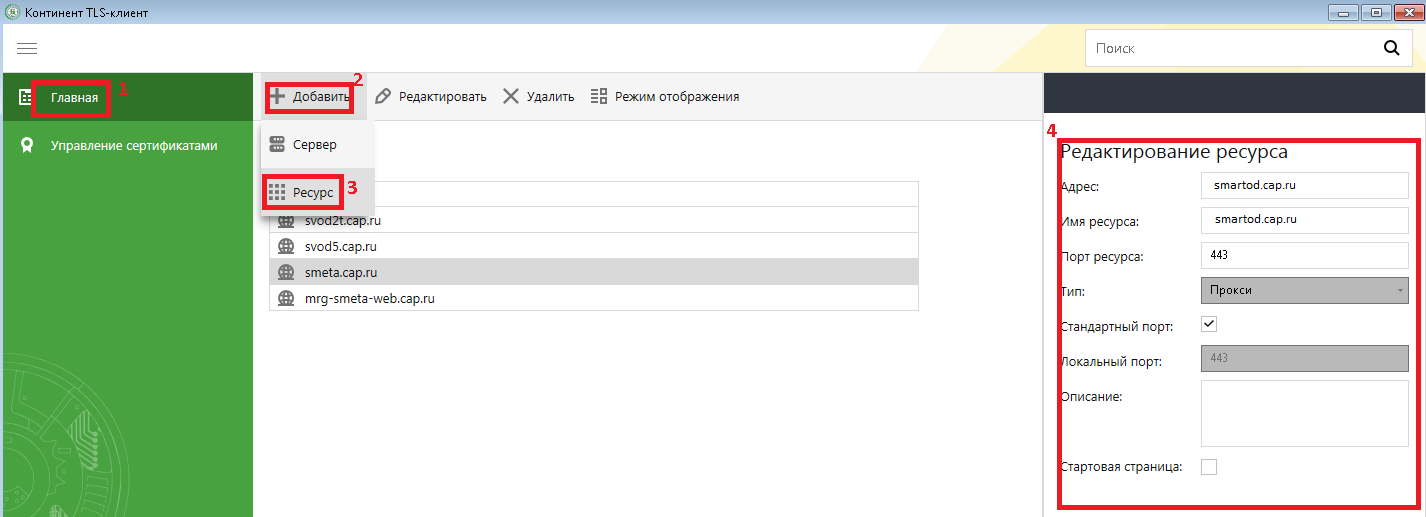 Континент TLS-клиент
Поиск
Главная
1
Добавить
2
Редактировать
Удалить
Режим отображения
Управление сертификатами
Сервер
Ресурс
3
svod2t.cap.ru
svod5.cap.ru
smeta.cap.ru
mrg-smeta-web.cap.ru
4
Редактирование ресурса
Адрес: smartod.cap.ru
Имя ресурса: smartod.cap.ru
Порт ресурса: 443
Тип: Прокси
Стандартный порт:
Локальный порт: 443
Описание:
Стартовая страница: